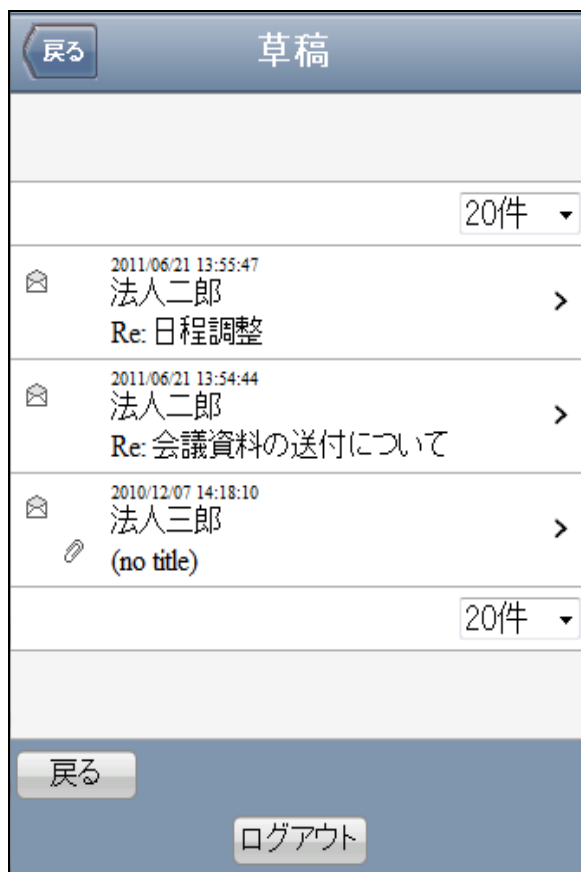 戻る
草稿
20件
2011/06/21 13:55:47
法人二郎
Re: 日程調整
2011/06/21 13:54:44
法人二郎
Re: 会議資料の送付について
2010/12/07 14:18:10
法人三郎
(no title)
20件
戻る
ログアウト